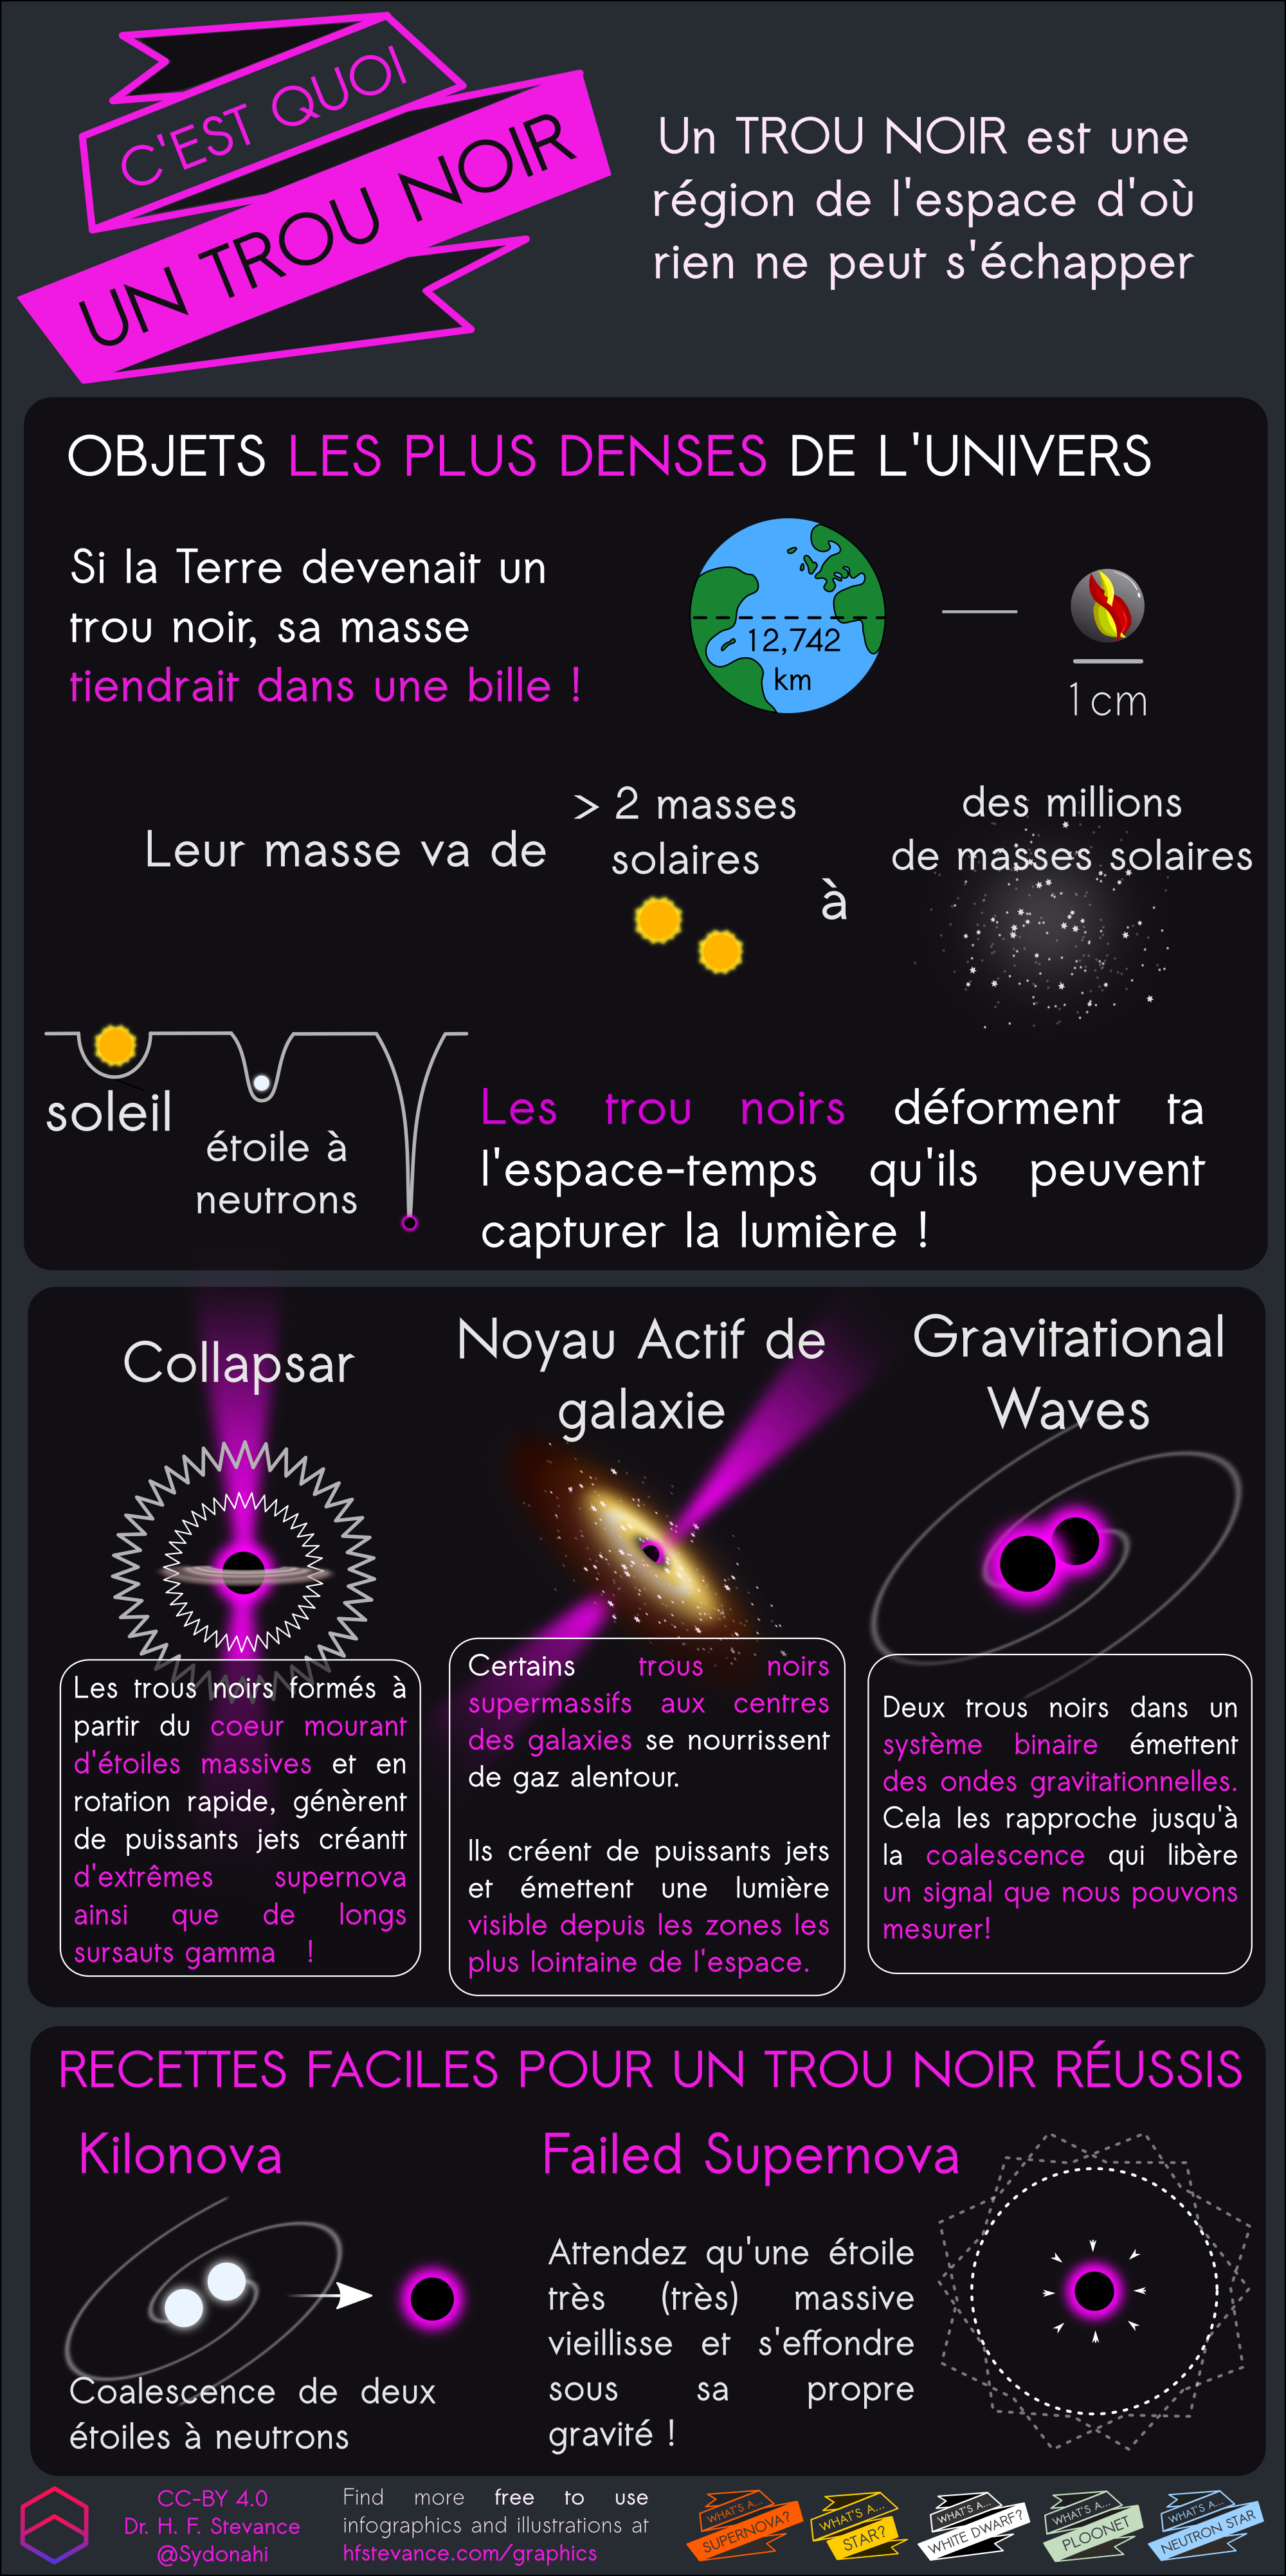 C'EST QUOI
UN TROU NOIR
Un TROU NOIR est une
région de l'espace d'où
rien ne peut s'échapper
OBJETS LES PLUS DENSES DE L'UNIVERS
Si la Terre devenait un
trou noir, sa masse
tiendrait dans une bille !
12,742
km
1 cm
Leur masse va de
> 2 masses
solaires
à
des millions
de masses solaires
soleil
étoile à
neutrons
Les trou noirs déforment ta
l'espace-temps qu'ils peuvent
capturer la lumière !
Collapsar
Les trous noirs formés à
partir du coeur mourant
d'étoiles massives et en
rotation rapide, génèrent
de puissants jets créantt
d'extrêmes supernova
ainsi que de longs
sursauts gamma !
Noyau Actif de
galaxie
Certains trous noirs
supermassifs aux centres
des galaxies se nourrissent
de gaz alentour.
Ils créent de puissants jets
et émettent une lumière
visible depuis les zones les
plus lointaine de l'espace.
Gravitational
Waves
Deux trous noirs dans un
système binaire émettent
des ondes gravitationnelles.
Cela les rapproche jusqu'à
la coalescence qui libère
un signal que nous pouvons
mesurer!
RECETTES FACILES POUR UN TROU NOIR RÉUSSIS
Kilonova
Coalescence de deux
étoiles à neutrons
Failed Supernova
Attendez qu'une étoile
très (très) massive
vieillisse et s'effondre
sous sa propre
gravité !
CC-BY 4.0
Dr. H. F. Stevance
@Sydonahi
Find more free to use
infographics and illustrations at
hfstevance.com/graphics
WHAT'S A...
SUPERNOVA?
WHAT'S A...
STAR?
WHAT'S A...
WHITE DWARF?
WHAT'S A...
PLOONET
WHAT'S A...
NEUTRON STAR